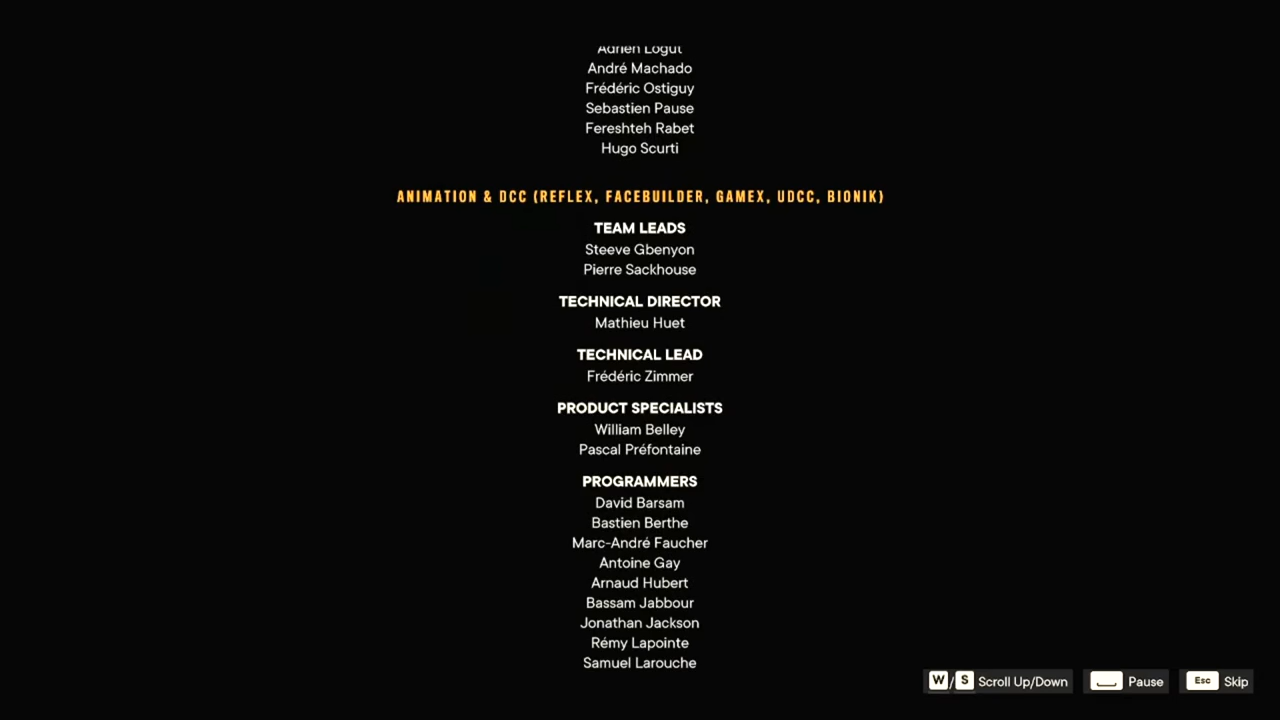 Adrien Logut
André Machado
Frédéric Ostiguy
Sebastien Pause
Fereshteh Rabet
Hugo Scurti
ANIMATION & DCC (REFLEX, FACEBUILDER, GAMEX, UDCC, BIONIK)
TEAM LEADS
Steeve Gbenyon
Pierre Sackhouse
TECHNICAL DIRECTOR
Mathieu Huet
TECHNICAL LEAD
Frédéric Zimmer
PRODUCT SPECIALISTS
William Belley
Pascal Préfontaine
PROGRAMMERS
David Barsam
Bastien Berthe
Marc-André Faucher
Antoine Gay
Arnaud Hubert
Bassam Jabbour
Jonathan Jackson
Rémy Lapointe
Samuel Larouche
W/S Scroll Up/Down Pause Esc Skip